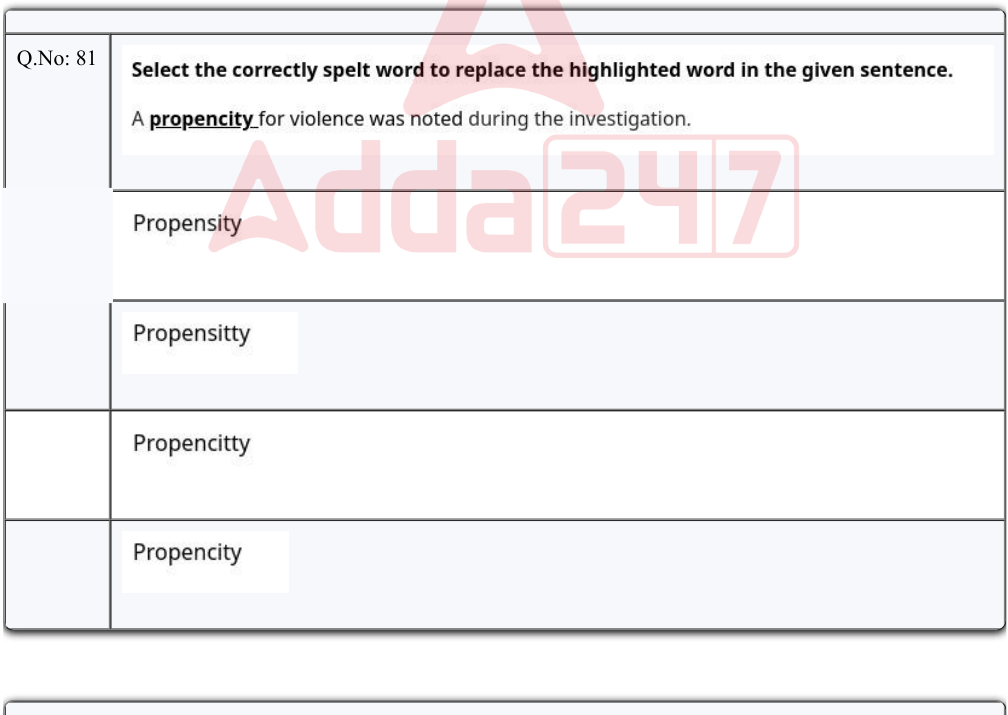 Q.No: 81
Select the correctly spelt word to replace the highlighted word in the given sentence.
A propencity for violence was noted during the investigation.
Adda247
Propensity
Propensitty
Propencitty
Propencity